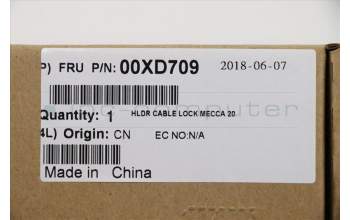 P) FRU P/N: 00XD709 2018-06-07
Quantity: 1 HLDR CABLE LOCK MECCA 20
4L) Origin: CN EC NO:N/A
Made in China